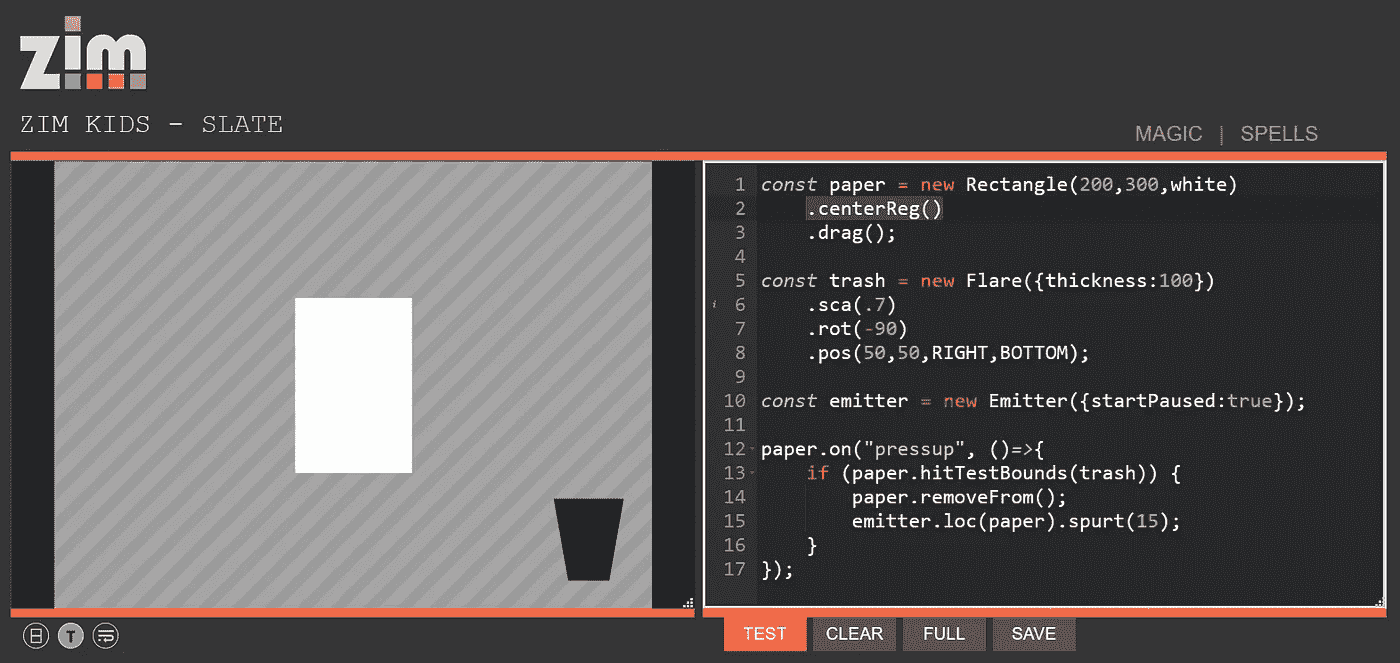 zim
ZIM KIDS - SLATE
MAGIC | SPELLS
1 const paper = new Rectangle(200,300,white)
2     .centerReg()
3     .drag();
4
5 const trash = new Flare({thickness:100})
i 6     .sca(.7)
7     .rot(-90)
8     .pos(50,50,RIGHT,BOTTOM);
9
10 const emitter = new Emitter({startPaused:true});
11
12 paper.on("pressup", ()=>{
13     if (paper.hitTestBounds(trash)) {
14         paper.removeFrom();
15         emitter.loc(paper).spurt(15);
16     }
17 });
T
TEST CLEAR FULL SAVE